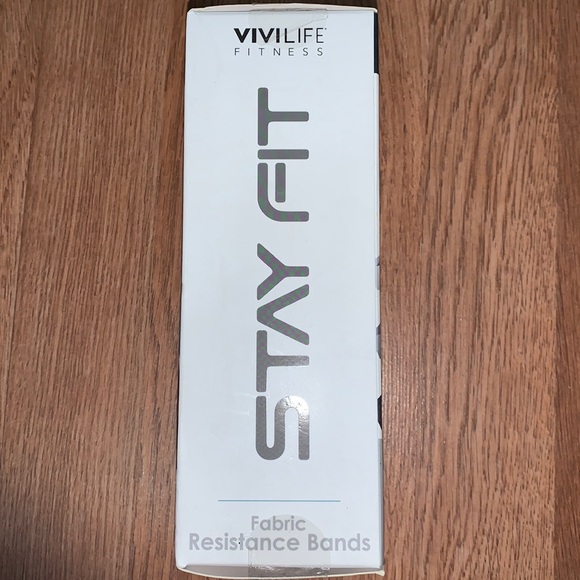 VIVILIFE
FITNESS
STAY FIT
Fabric
Resistance Bands